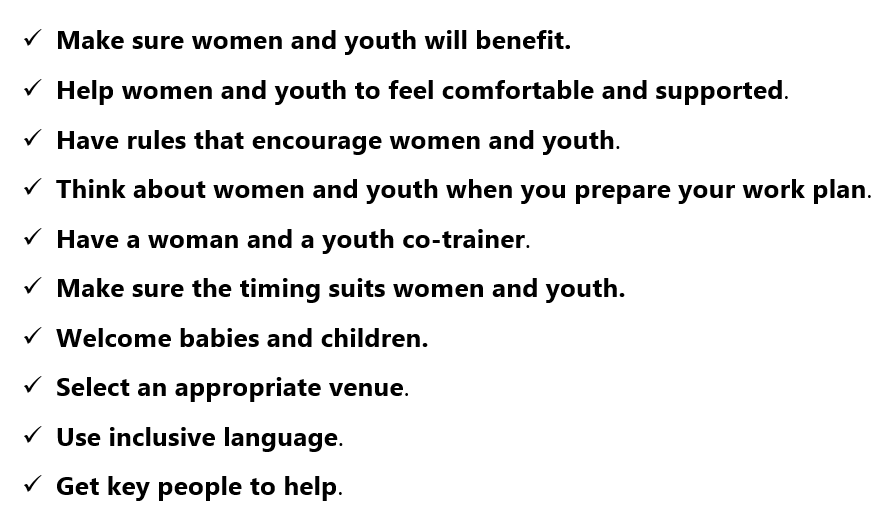 ✓ Make sure women and youth will benefit.
✓ Help women and youth to feel comfortable and supported.
✓ Have rules that encourage women and youth.
✓ Think about women and youth when you prepare your work plan.
✓ Have a woman and a youth co-trainer.
✓ Make sure the timing suits women and youth.
✓ Welcome babies and children.
✓ Select an appropriate venue.
✓ Use inclusive language.
✓ Get key people to help.